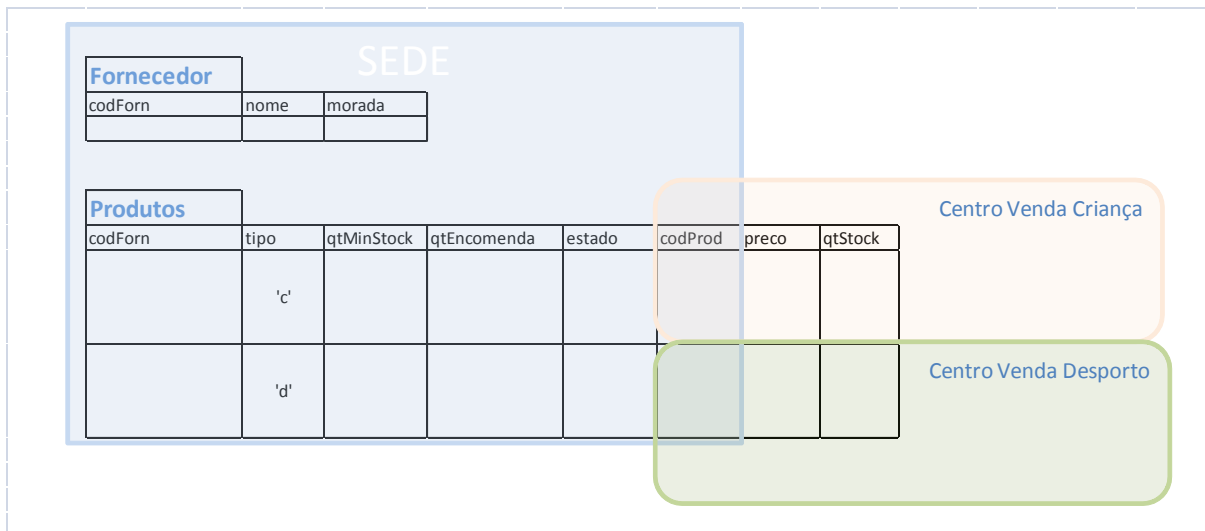 SEDE
Fornecedor
codForn nome morada
Produtos
Centro Venda Criança
codForn tipo qtMinStock qtEncomenda estado codProd preco qtStock
'c'
Centro Venda Desporto
'd'